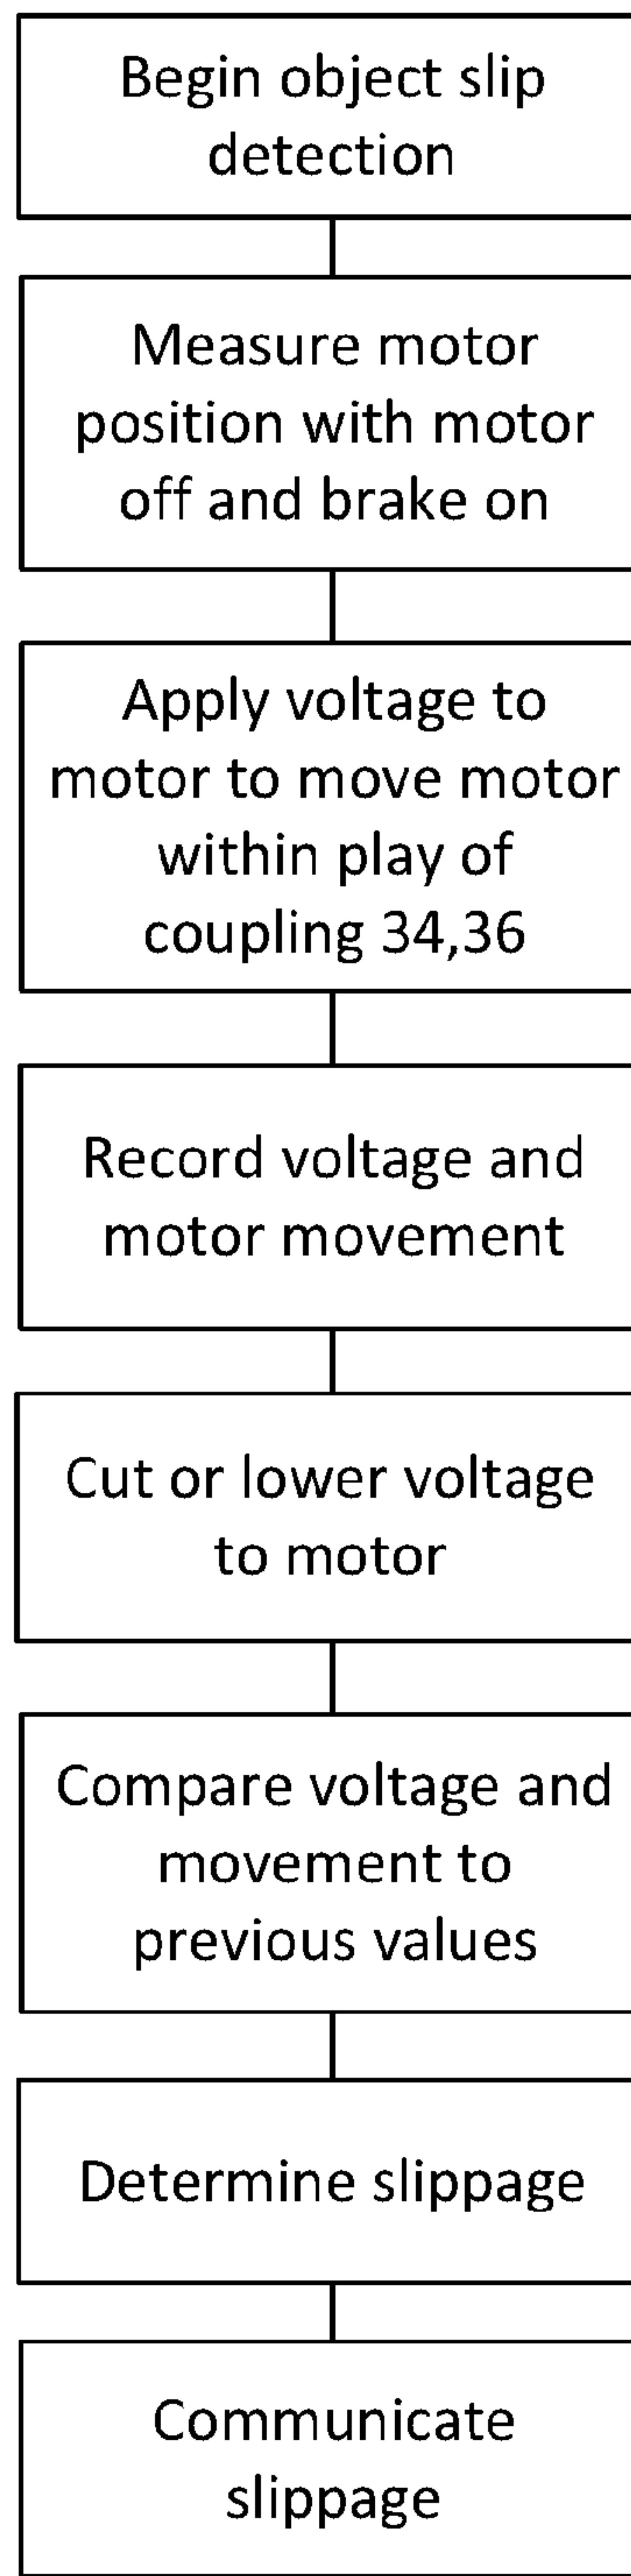 Begin object slip
detection
Measure motor
position with motor
off and brake on
Apply voltage to
motor to move motor
within play of
coupling 34,36
Record voltage and
motor movement
Cut or lower voltage
to motor
Compare voltage and
movement to
previous values
Determine slippage
Communicate
slippage